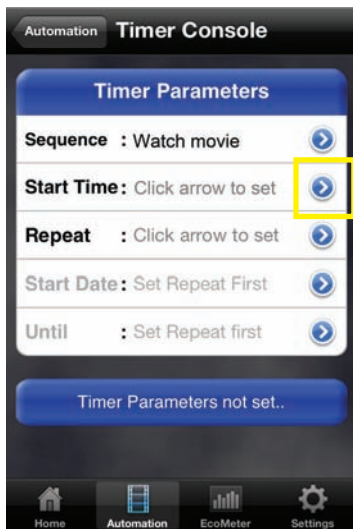 Automation Timer Console
Timer Parameters
Sequence : Watch movie
Start Time : Click arrow to set
Repeat : Click arrow to set
Start Date : Set Repeat First
Until : Set Repeat first
Timer Parameters not set..
Home Automation EcoMeter Settings